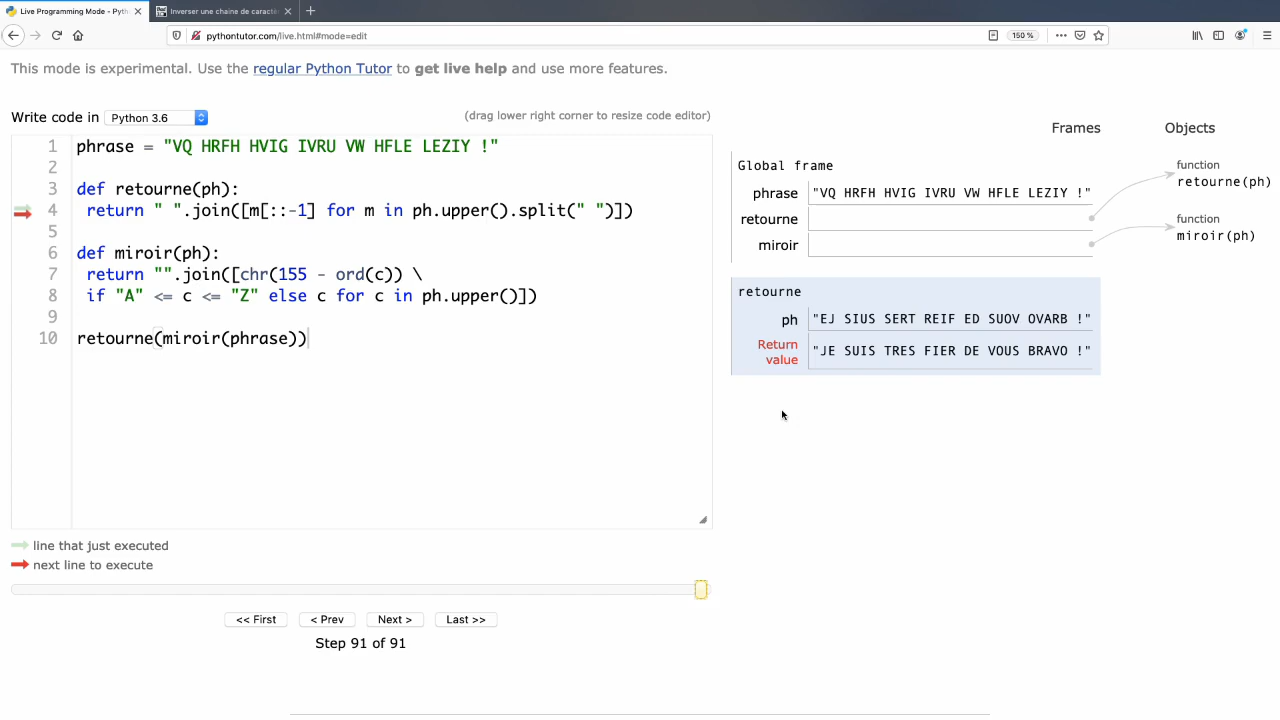 Live Programming Mode - Pyth
Inverser une chaine de caractè
pythontutor.com/live.html#mode=edit
150 %
This mode is experimental. Use the regular Python Tutor to get live help and use more features.
Write code in Python 3.6
(drag lower right corner to resize code editor)
1 phrase = "VQ HRFH HVIG IVRU VW HFLE LEZIY !"
2
3 def retourne(ph):
4 return " ".join([m[::-1] for m in ph.upper().split(" ")])
5
6 def miroir(ph):
7 return "".join([chr(155 - ord(c)) \
8 if "A" <= c <= "Z" else c for c in ph.upper()])
9
10 retourne(miroir(phrase))
line that just executed
next line to execute
<< First
< Prev
Next >
Last >>
Step 91 of 91
Frames
Objects
Global frame
phrase "VQ HRFH HVIG IVRU VW HFLE LEZIY !"
retourne
miroir
function
retourne(ph)
function
miroir(ph)
retourne
ph "EJ SIUS SERT REIF ED SUOV OVARB !"
Return
value "JE SUIS TRES FIER DE VOUS BRAVO !"